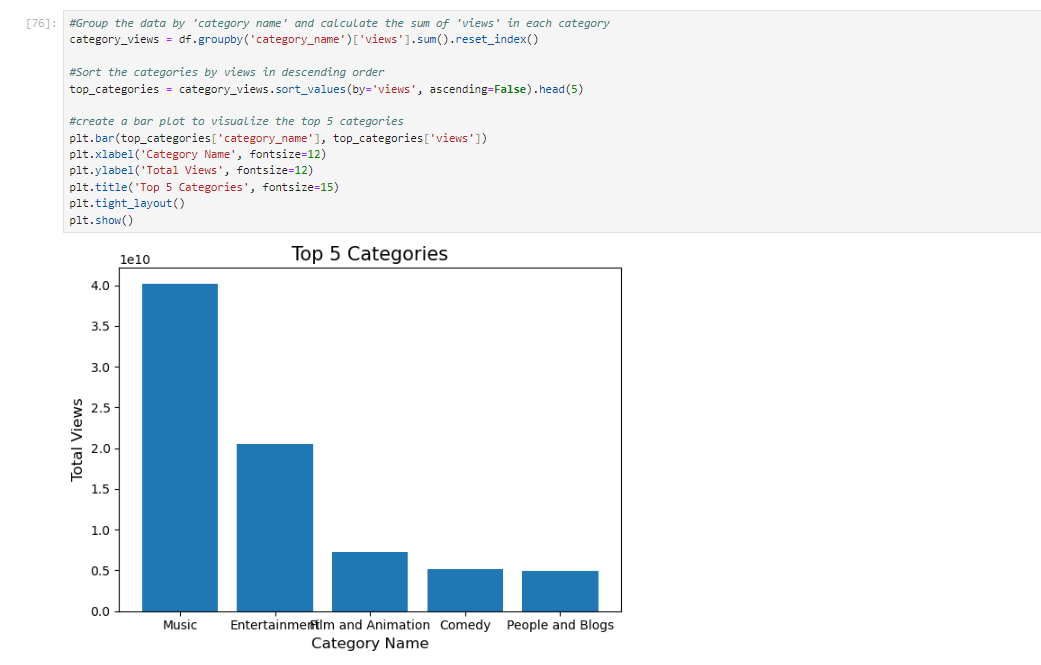 [76]: #Group the data by 'category name' and calculate the sum of 'views' in each category
category_views = df.groupby('category_name')['views'].sum().reset_index()
#Sort the categories by views in descending order
top_categories = category_views.sort_values(by='views', ascending=False).head(5)
#create a bar plot to visualize the top 5 categories
plt.bar(top_categories['category_name'], top_categories['views'])
plt.xlabel('Category Name', fontsize=12)
plt.ylabel('Total Views', fontsize=12)
plt.title('Top 5 Categories', fontsize=15)
plt.tight_layout()
plt.show()
Top 5 Categories
1e10
4.0
3.5
3.0
2.5
2.0
1.5
1.0
0.5
0.0
Total Views
Music Entertainment Film and Animation Comedy People and Blogs
Category Name